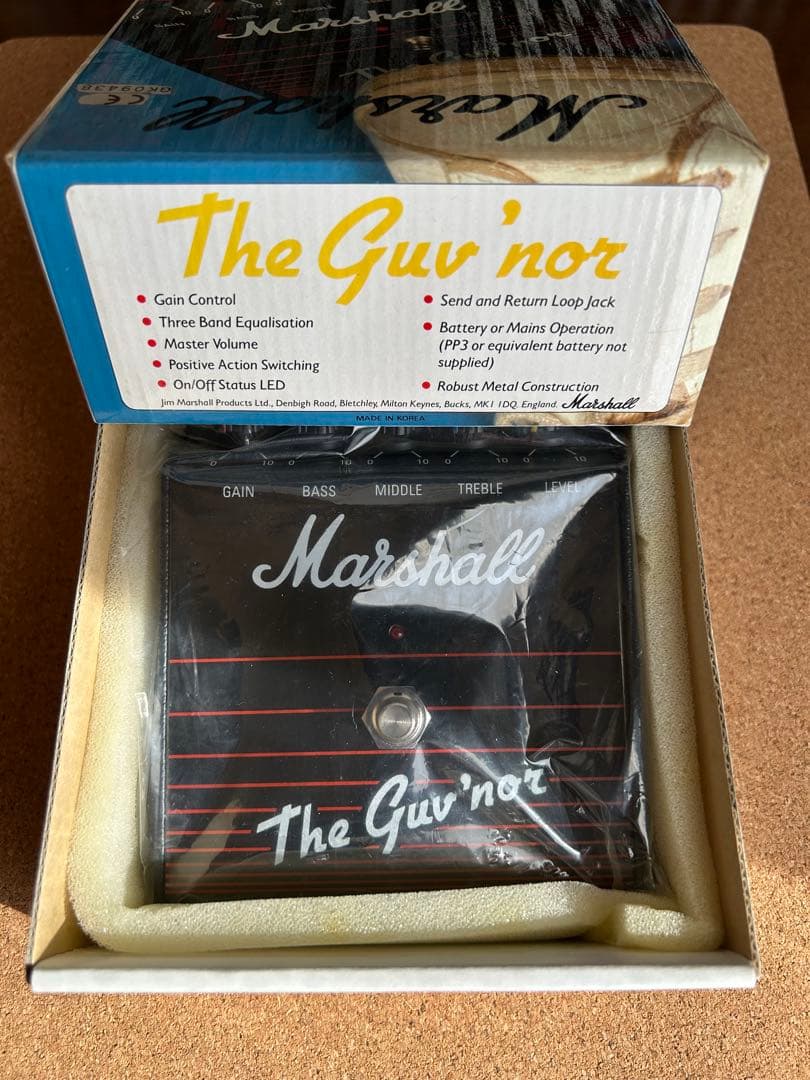 Marshall
Marshall
CE
GK09438
The Guv'nor
Gain Control
Three Band Equalisation
Master Volume
Positive Action Switching
On/Off Status LED
Send and Return Loop Jack
Battery or Mains Operation
(PP3 or equivalent battery not
supplied)
Robust Metal Construction
Jim Marshall Products Ltd., Denbigh Road, Bletchley, Milton Keynes, Bucks, MK1 1DQ. England. Marshall
MADE IN KOREA
0 10 0 10 0 10 0 10 0 10
GAIN BASS MIDDLE TREBLE LEVEL
Marshall
The Guv'nor